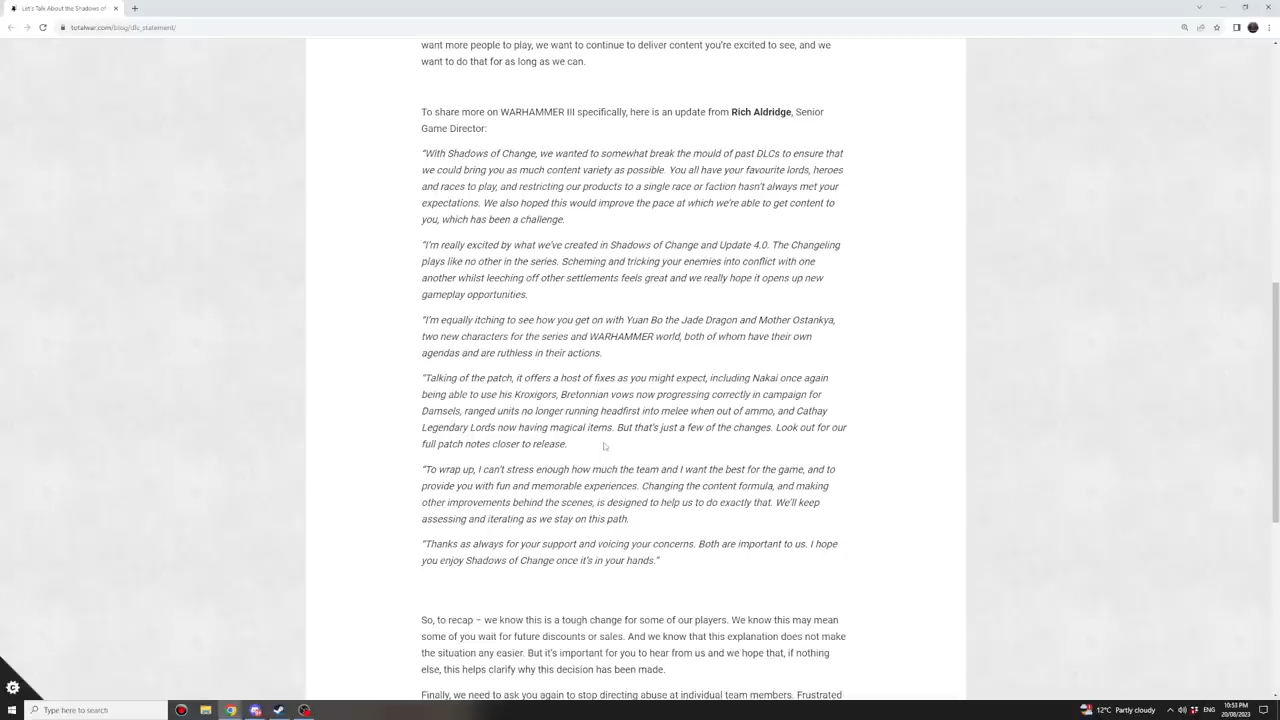 Let's Talk About the Shadows of
totalwar.com/blog/dlc_statement/
want more people to play, we want to continue to deliver content you're excited to see, and we
want to do that for as long as we can.
To share more on WARHAMMER III specifically, here is an update from Rich Aldridge, Senior
Game Director:
“With Shadows of Change, we wanted to somewhat break the mould of past DLCs to ensure that
we could bring you as much content variety as possible. You all have your favourite lords, heroes
and races to play, and restricting our products to a single race or faction hasn't always met your
expectations. We also hoped this would improve the pace at which we're able to get content to
you, which has been a challenge.
“I'm really excited by what we've created in Shadows of Change and Update 4.0. The Changeling
plays like no other in the series. Scheming and tricking your enemies into conflict with one
another whilst leeching off other settlements feels great and we really hope it opens up new
gameplay opportunities.
“I'm equally itching to see how you get on with Yuan Bo the Jade Dragon and Mother Ostankya,
two new characters for the series and WARHAMMER world, both of whom have their own
agendas and are ruthless in their actions.
“Talking of the patch, it offers a host of fixes as you might expect, including Nakai once again
being able to use his Kroxigors, Bretonnian vows now progressing correctly in campaign for
Damsels, ranged units no longer running headfirst into melee when out of ammo, and Cathay
Legendary Lords now having magical items. But that's just a few of the changes. Look out for our
full patch notes closer to release.
“To wrap up, I can't stress enough how much the team and I want the best for the game, and to
provide you with fun and memorable experiences. Changing the content formula, and making
other improvements behind the scenes, is designed to help us to do exactly that. We'll keep
assessing and iterating as we stay on this path.
“Thanks as always for your support and voicing your concerns. Both are important to us. I hope
you enjoy Shadows of Change once it's in your hands.”
So, to recap – we know this is a tough change for some of our players. We know this may mean
some of you wait for future discounts or sales. And we know that this explanation does not make
the situation any easier. But it's important for you to hear from us and we hope that, if nothing
else, this helps clarify why this decision has been made.
Finally, we need to ask you again to stop directing abuse at individual team members. Frustrated
Type here to search
12°C Partly cloudy
ENG
10:53 PM
20/08/2023